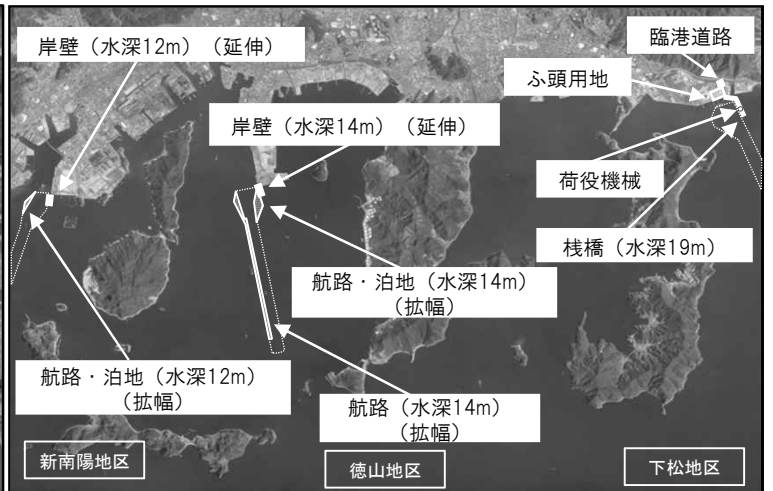 岸壁（水深12m）（延伸）
臨港道路
ふ頭用地
岸壁（水深14m）（延伸）
荷役機械
桟橋（水深19m）
航路・泊地（水深14m）
（拡幅）
航路・泊地（水深12m）
（拡幅）
航路（水深14m）
（拡幅）
新南陽地区
徳山地区
下松地区